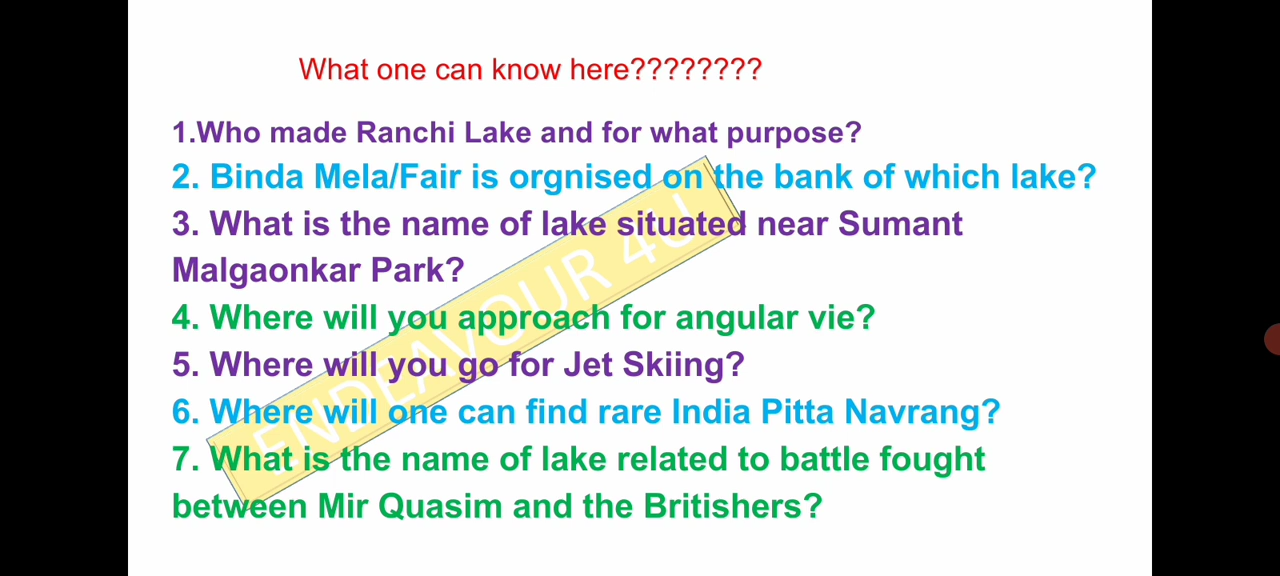 What one can know here????????
1.Who made Ranchi Lake and for what purpose?
2. Binda Mela/Fair is orgnised on the bank of which lake?
3. What is the name of lake situated near Sumant
Malgaonkar Park?
4. Where will you approach for angular vie?
5. Where will you go for Jet Skiing?
6. Where will one can find rare India Pitta Navrang?
7. What is the name of lake related to battle fought
between Mir Quasim and the Britishers?
ENDEAVOUR 4U